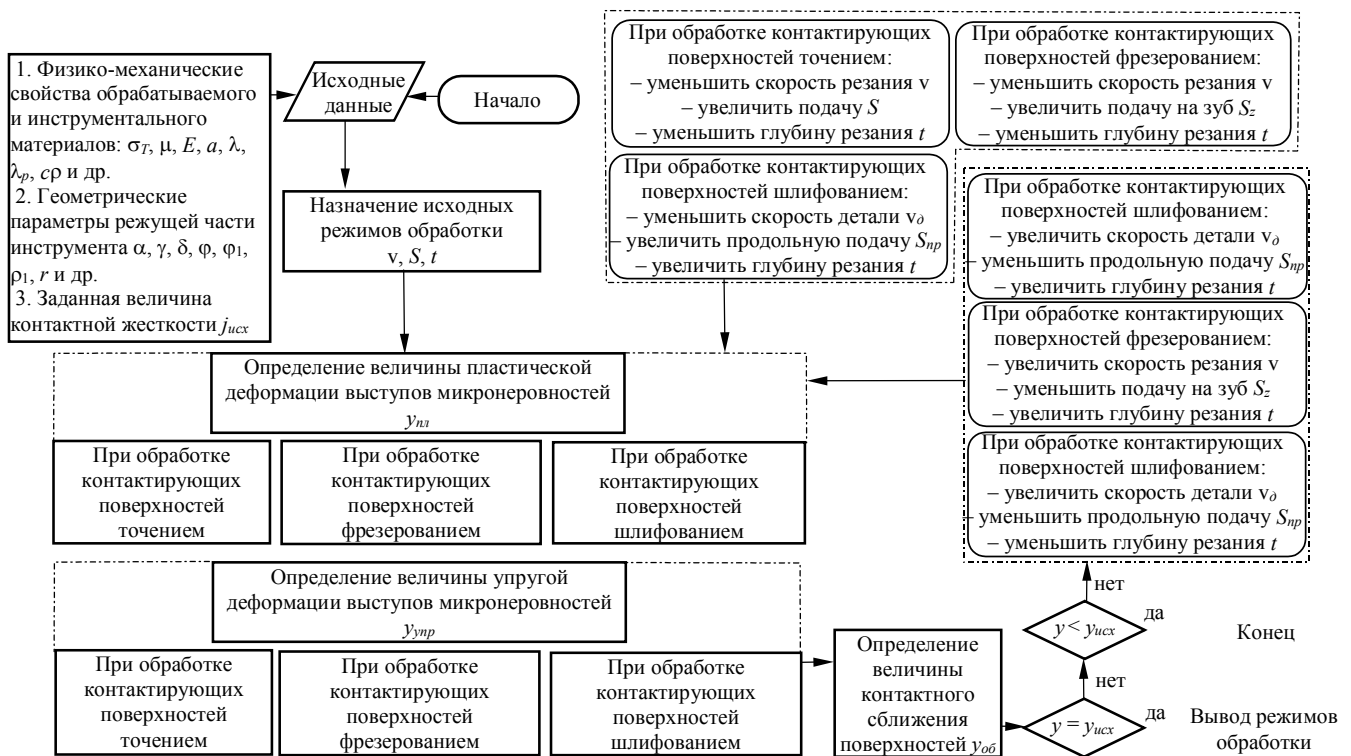 1. Физико-механические
свойства обрабатываемого
и инструментального
материалов: σT, μ, E, a, λ,
λp, cρ и др.
2. Геометрические
параметры режущей части
инструмента α, γ, δ, φ, φ1,
ρ1, r и др.
3. Заданная величина
контактной жесткости jисх
Исходные
данные
Начало
Назначение исходных
режимов обработки
v, S, t
При обработке контактирующих
поверхностей точением:
– уменьшить скорость резания v
– увеличить подачу S
– уменьшить глубину резания t
При обработке контактирующих
поверхностей фрезерованием:
– уменьшить скорость резания v
– увеличить подачу на зуб Sz
– уменьшить глубину резания t
При обработке контактирующих
поверхностей шлифованием:
– уменьшить скорость детали vд
– увеличить продольную подачу Sпр
– увеличить глубину резания t
При обработке контактирующих
поверхностей шлифованием:
– увеличить скорость детали vд
– уменьшить продольную подачу Sпр
– увеличить глубину резания t
При обработке контактирующих
поверхностей фрезерованием:
– увеличить скорость резания v
– уменьшить подачу на зуб Sz
– увеличить глубину резания t
При обработке контактирующих
поверхностей шлифованием:
– увеличить скорость детали vд
– уменьшить продольную подачу Sпр
– уменьшить глубину резания t
Определение величины пластической
деформации выступов микронеровностей
yпл
При обработке
контактирующих
поверхностей
точением
При обработке
контактирующих
поверхностей
фрезерованием
При обработке
контактирующих
поверхностей
шлифованием
Определение величины упругой
деформации выступов микронеровностей
yупр
При обработке
контактирующих
поверхностей
точением
При обработке
контактирующих
поверхностей
фрезерованием
При обработке
контактирующих
поверхностей
шлифованием
Определение
величины
контактного
сближения
поверхностей yоб
нет
y < yисх
да
Конец
нет
y = yисх
да
Вывод режимов
обработки